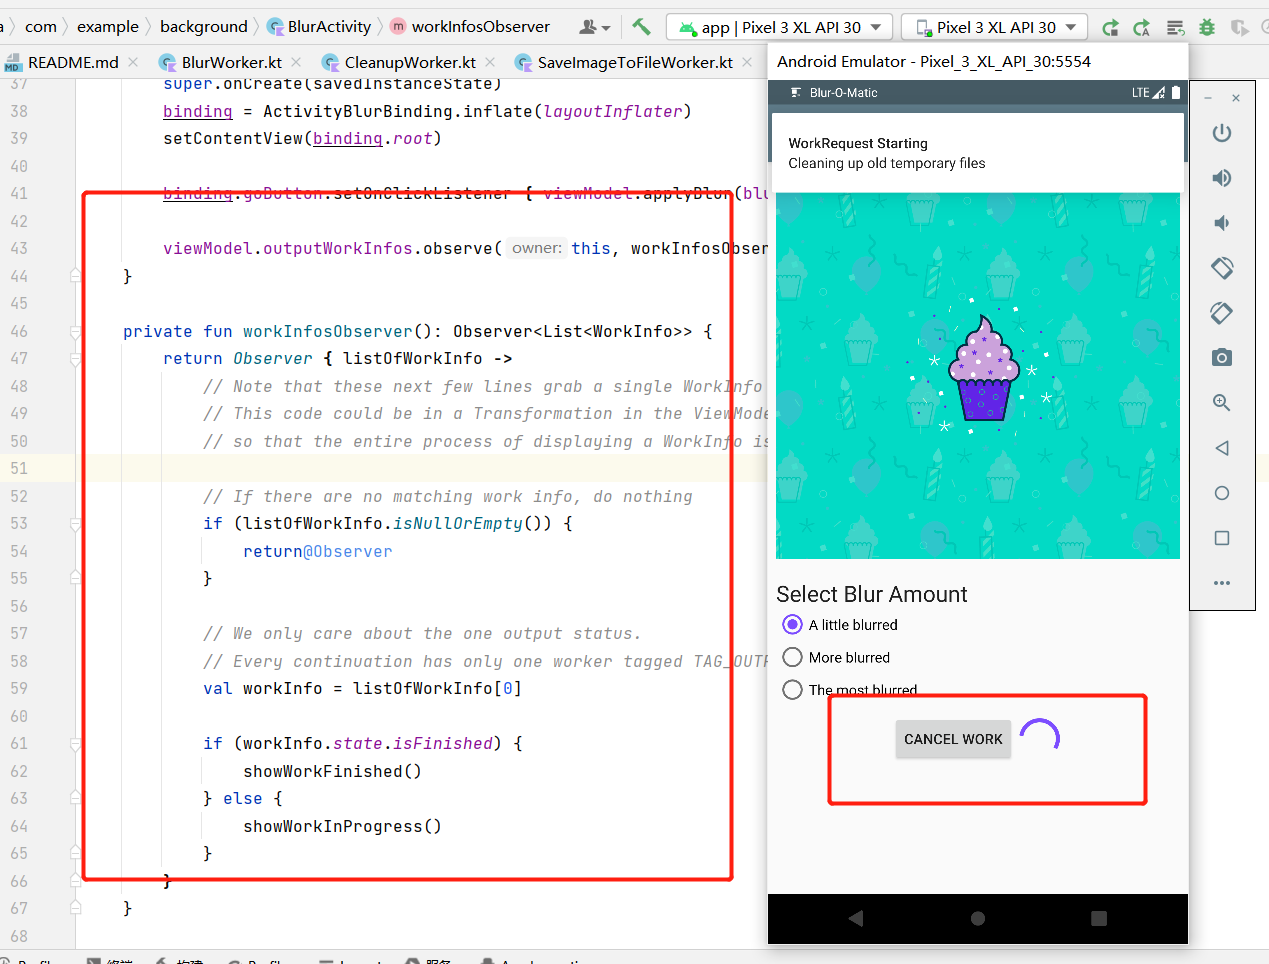 com example background BlurActivity workInfosObserver app | Pixel 3 XL API 30 Pixel 3 XL API 30
README.md BlurWorker.kt CleanupWorker.kt SaveImageToFileWorker.kt
37 super.onCreate(savedInstanceState)
38 binding = ActivityBlurBinding.inflate(layoutInflater)
39 setContentView(binding.root)
40
41 binding.goButton.setOnClickListener { viewModel.applyBlur(blu
42
43 viewModel.outputWorkInfos.observe( owner: this, workInfosObser
44 }
45
46 private fun workInfosObserver(): Observer<List<WorkInfo>> {
47 return Observer { listOfWorkInfo ->
48 // Note that these next few lines grab a single WorkInfo
49 // This code could be in a Transformation in the ViewMode
50 // so that the entire process of displaying a WorkInfo is
51
52 // If there are no matching work info, do nothing
53 if (listOfWorkInfo.isNullOrEmpty()) {
54 return@Observer
55 }
56
57 // We only care about the one output status.
58 // Every continuation has only one worker tagged TAG_OUTP
59 val workInfo = listOfWorkInfo[0]
60
61 if (workInfo.state.isFinished) {
62 showWorkFinished()
63 } else {
64 showWorkInProgress()
65 }
66 }
67 }
68
Android Emulator - Pixel_3_XL_API_30:5554
Blur-O-Matic LTE
WorkRequest Starting
Cleaning up old temporary files
Select Blur Amount
A little blurred
More blurred
The most blurred
CANCEL WORK